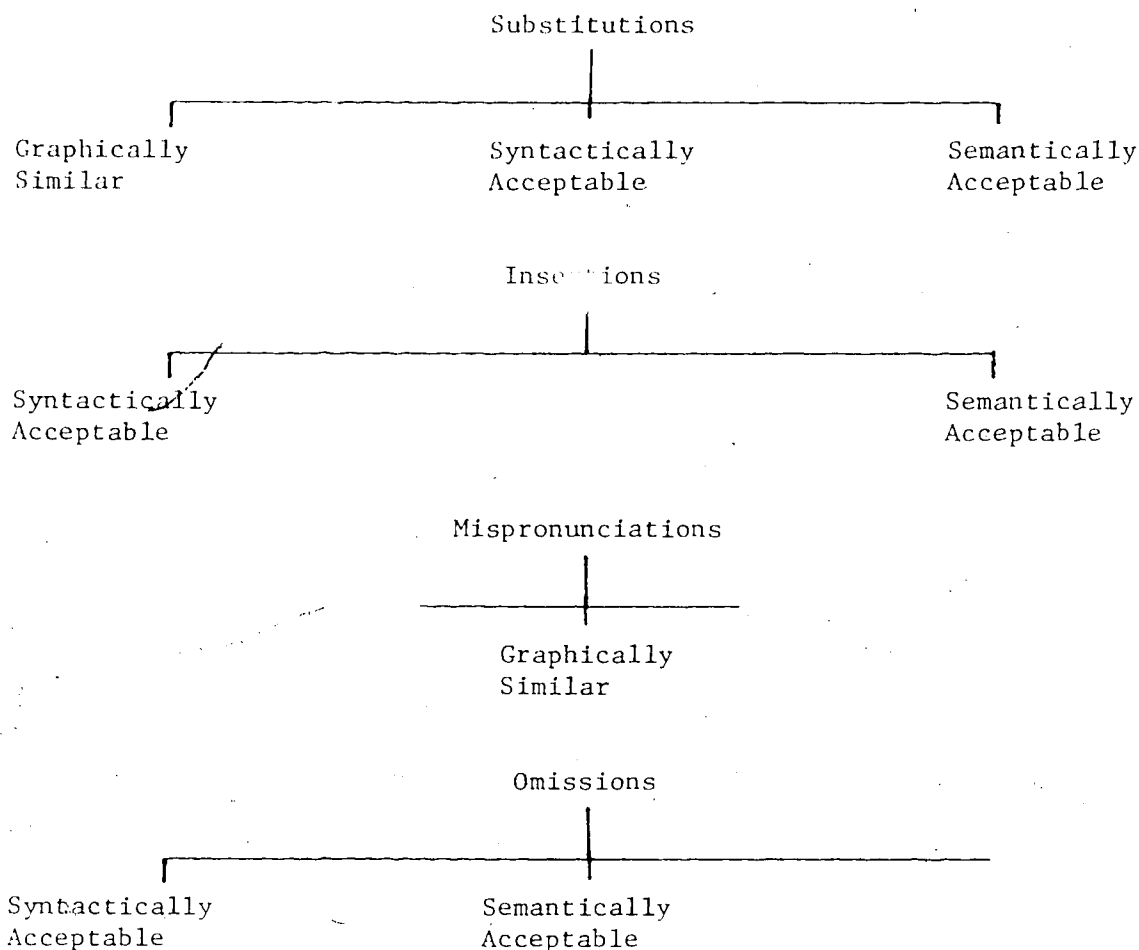 Substitutions
Graphically Similar
Syntactically Acceptable
Semantically Acceptable
Syntactically Acceptable
Semantically Acceptable
Mispronunciations
Graphically Similar
Omissions
Syntactically Acceptable
Semantically Acceptable